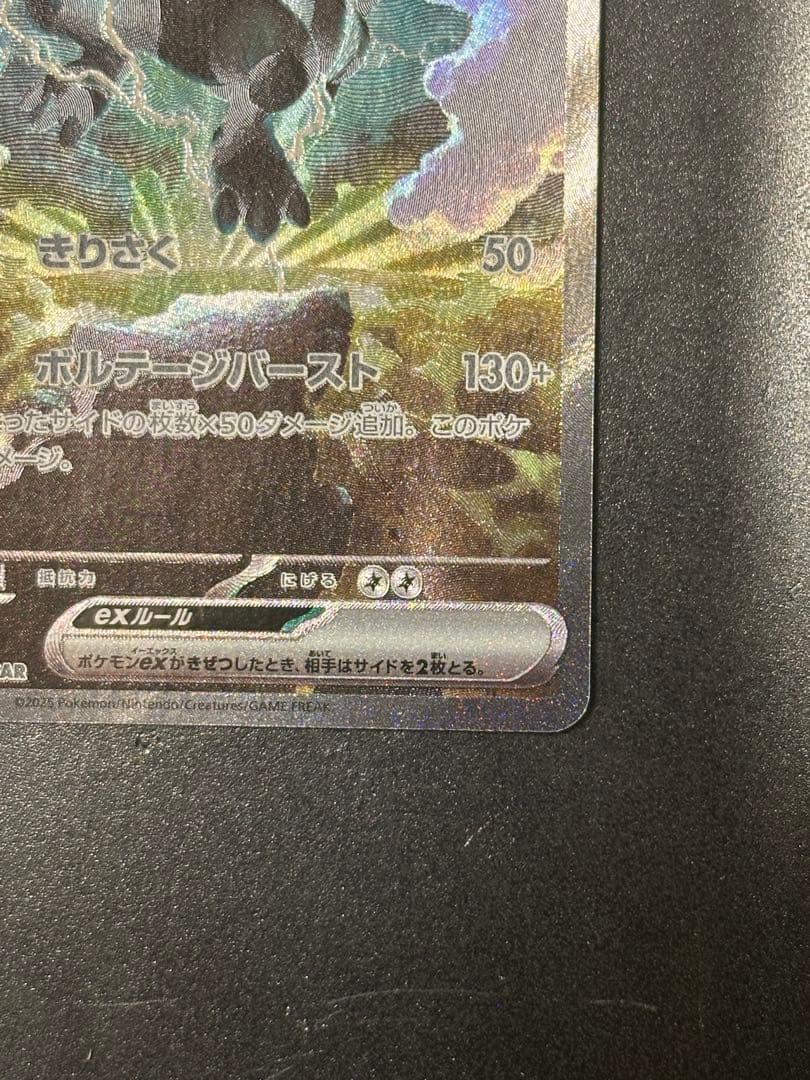 きりさく 50
ボルテージバースト 130+
ったサイドの枚数×50ダメージ追加。このポケ
メージ。
抵抗力 にげる
exルール
ポケモンexがきぜつしたとき、相手はサイドを2枚とる。
AR
©2025 Pokémon/Nintendo/Creatures/GAME FREAK